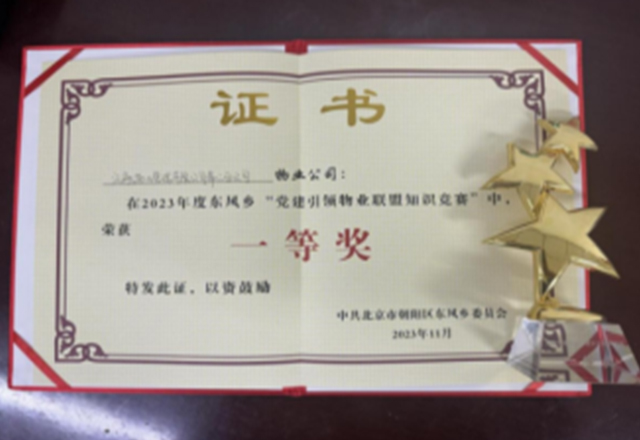 证书
物业公司：
在2023年度东风乡“党建引领物业联盟知识竞赛”中，
荣获
一等奖
特发此证，以资鼓励
中共北京市朝阳区东风乡委员会
2023年11月